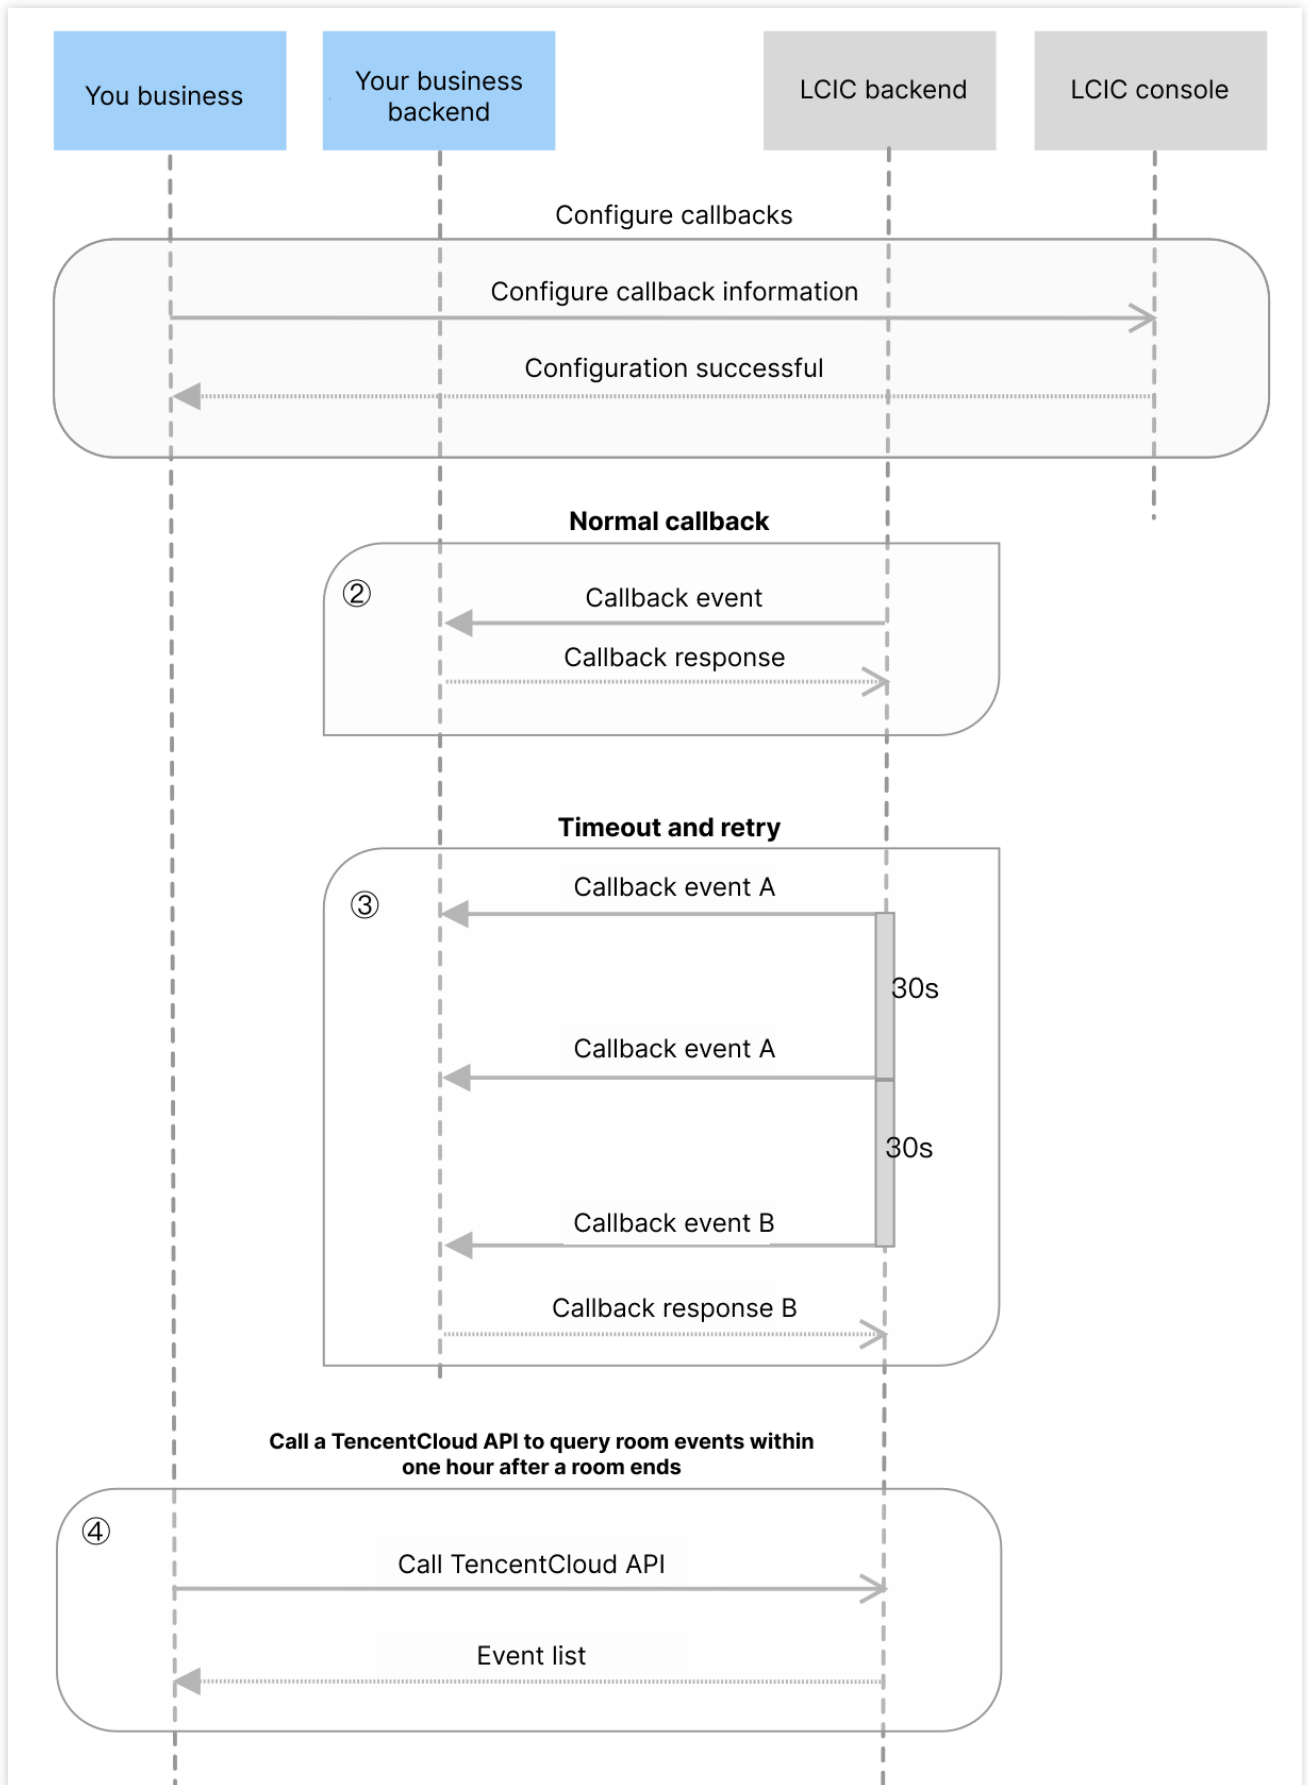 You business
Your business
backend
LCIC backend
LCIC console
Configure callbacks
Configure callback information
Configuration successful
Normal callback
②
Callback event
Callback response
Timeout and retry
Callback event A
③
30s
Callback event A
30s
Callback event B
Callback response B
Call a TencentCloud API to query room events within
one hour after a room ends
④
Call TencentCloud API
Event list